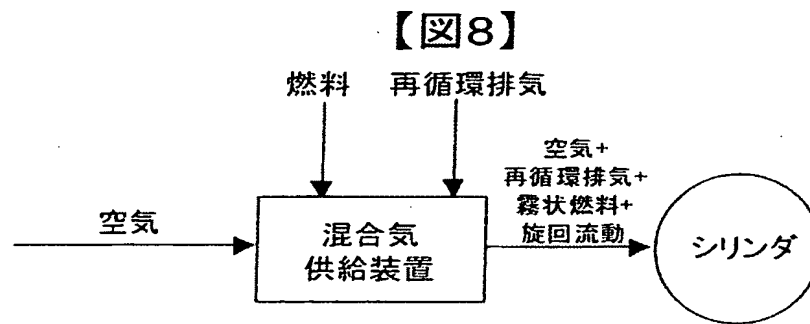 【図8】
燃料
再循環排気
空気
混合気
供給装置
空気+
再循環排気+
霧状燃料+
旋回流動
シリンダ